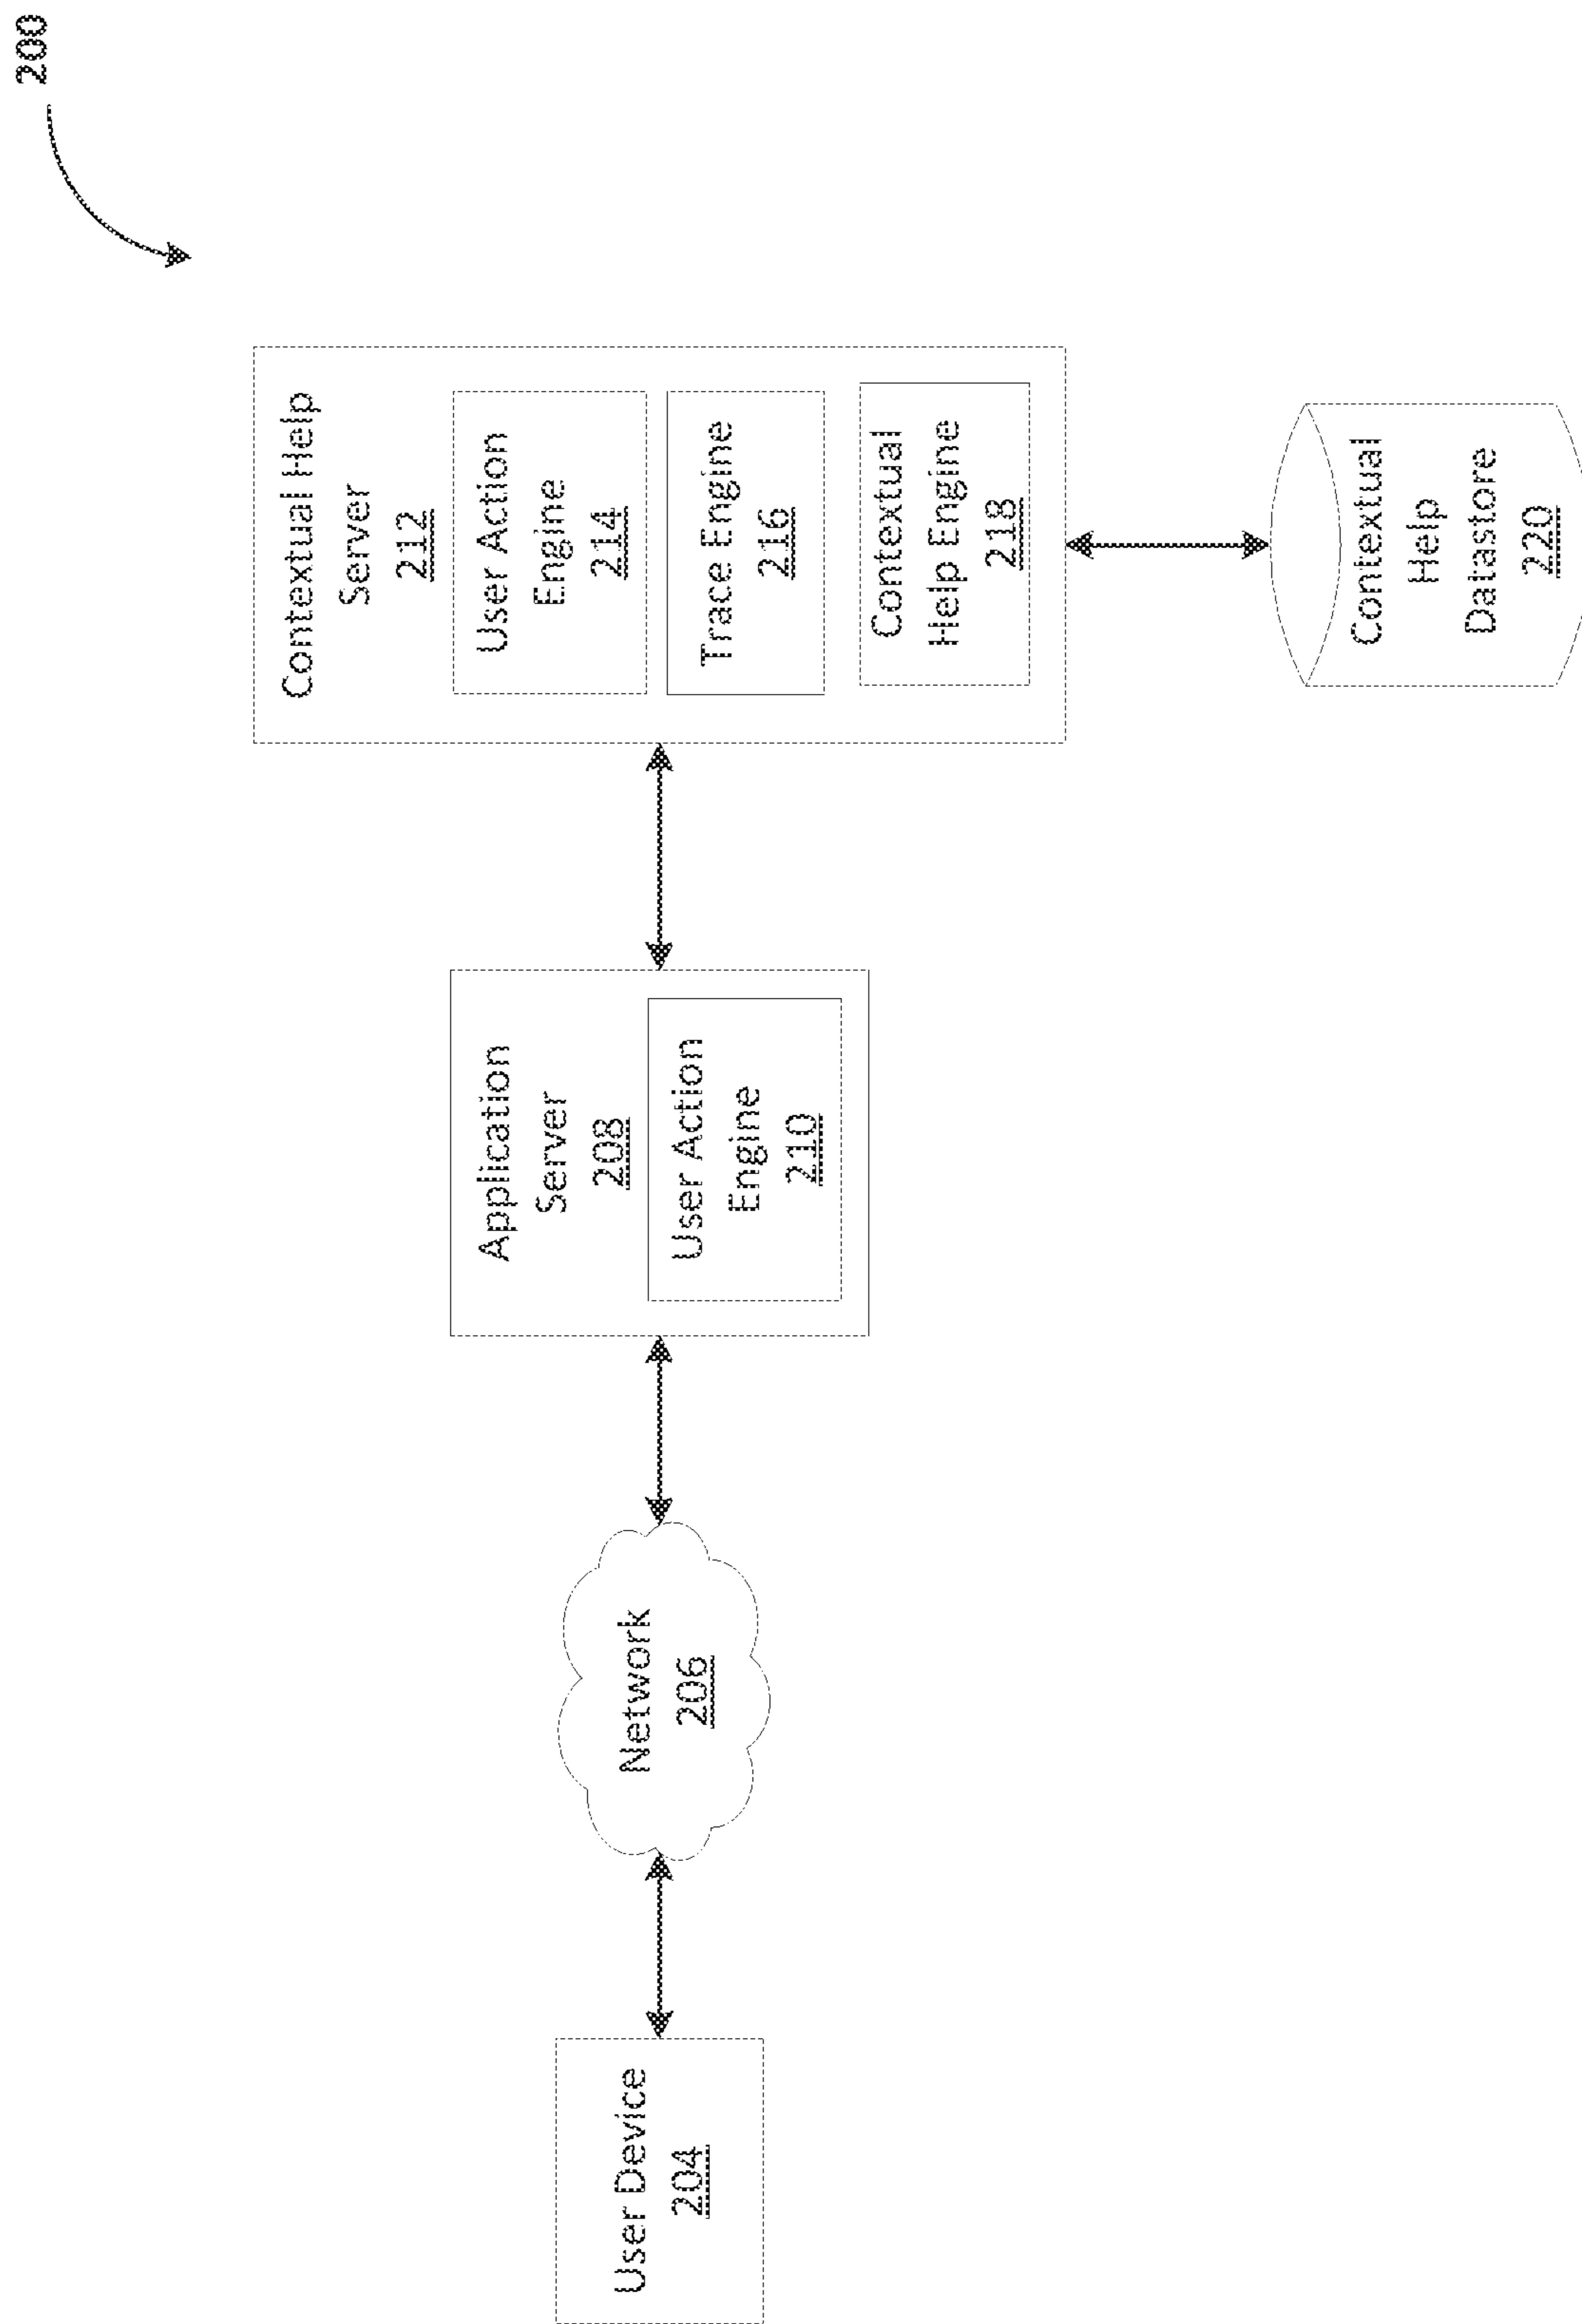 200
User Device
204
Network
206
Application
Server
208
User Action
Engine
210
Contextual Help
Server
212
User Action
Engine
214
Trace Engine
216
Contextual
Help Engine
218
Contextual
Help
Datastore
220